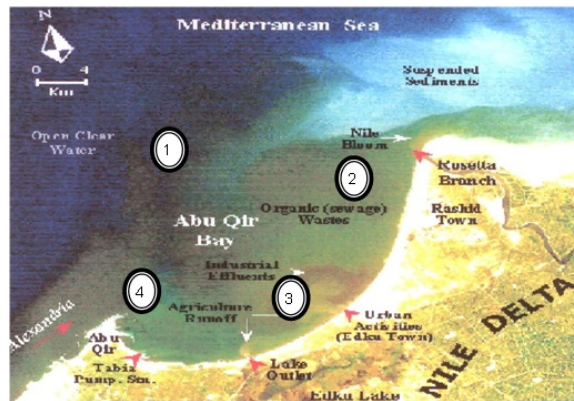 Mediterranean Sea
N
0 4
Km
Suspended
Sediments
Open Clear
Water
1
Nile
Bloom
Rosetta
Branch
2
Organic (sewage)
Wastes
Rashid
Town
Abu Qir
Bay
Industrial
Effluents
4
3
Agriculture
Runoff
Alexandria
Abu
Qir
Urban
Activities
(Edku Town)
Tabia
Pump. Stn.
Lake
Outlet
Edku Lake
NILE DELTA